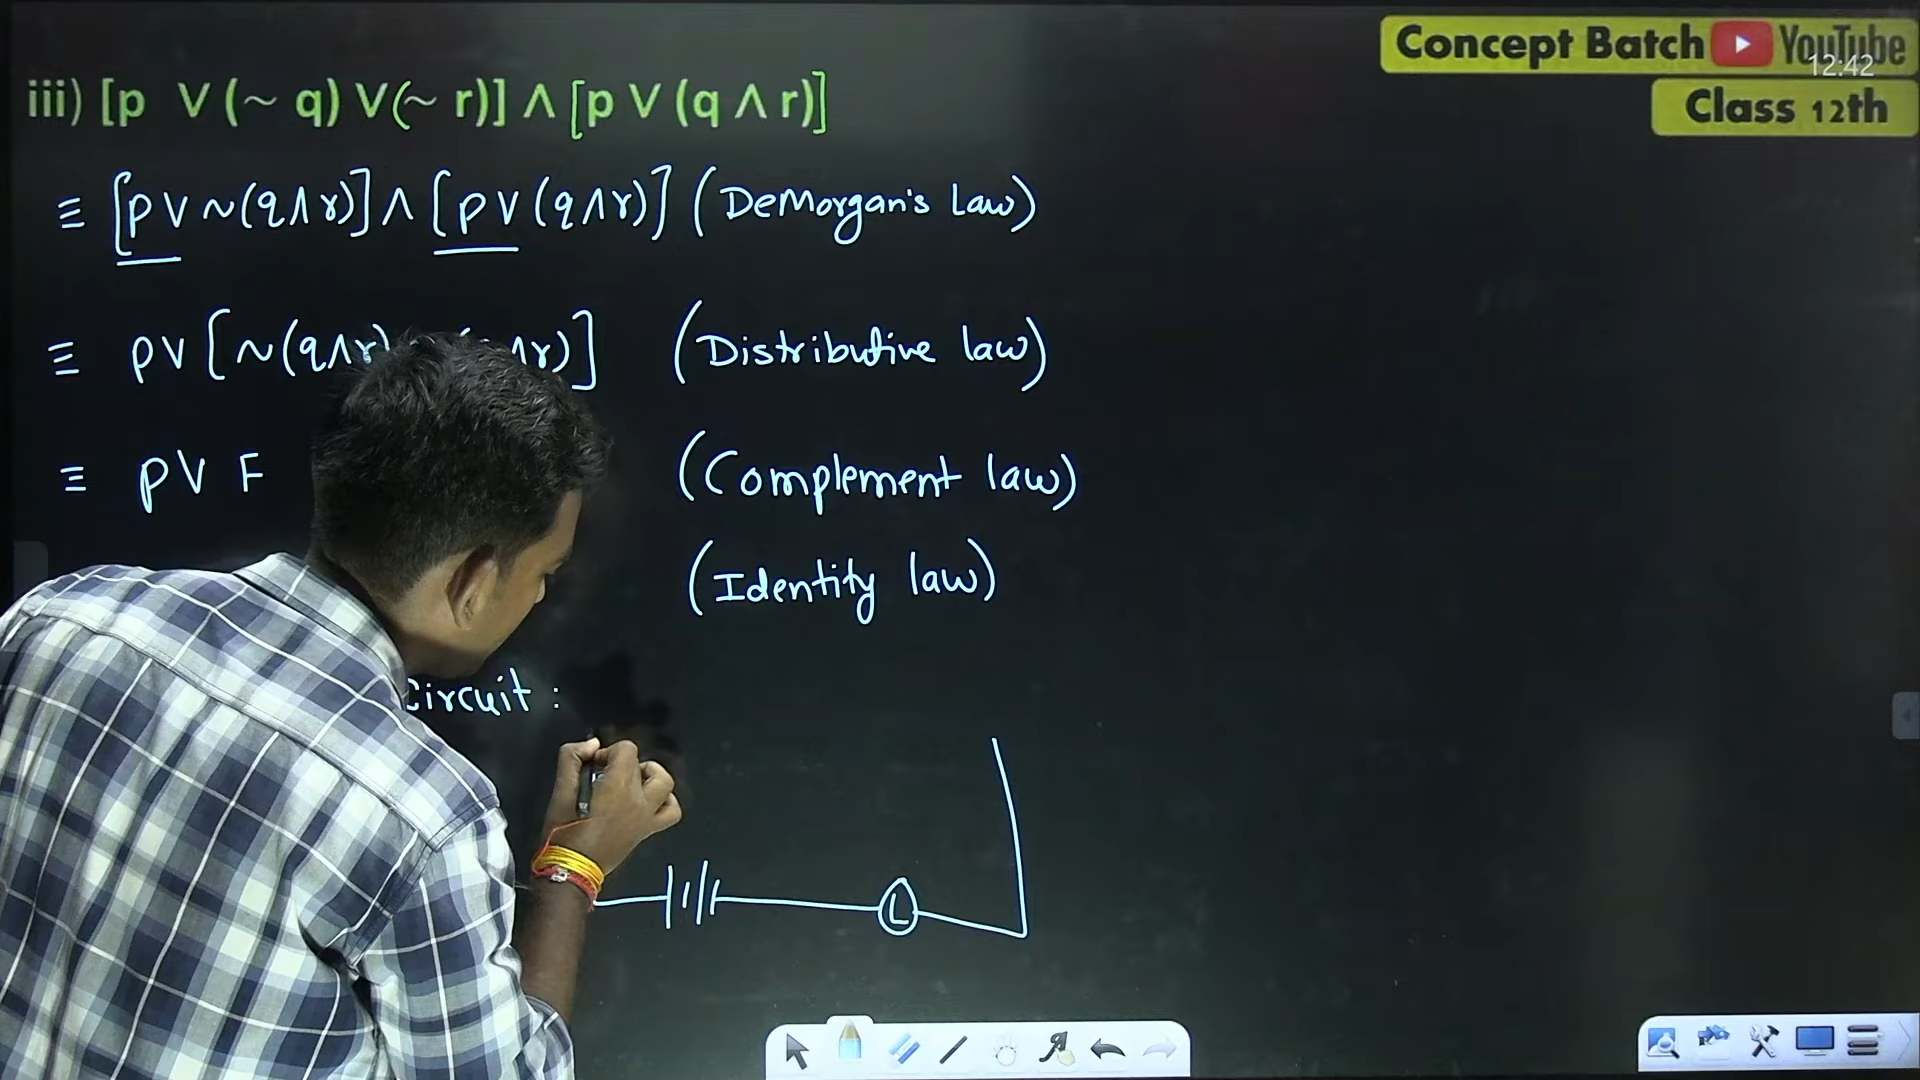 Concept Batch YouTube
12:42
Class 12th
iii) [p ∨ (~ q) ∨(~ r)] ∧ [p ∨ (q ∧ r)]
≡ [p∨~(q∧r)]∧[p∨(q∧r)] (DeMorgan's Law)
≡ p∨[~(q∧r) ∧r)] (Distributive law)
≡ p∨ F (Complement law)
(Identity law)
Circuit :
L